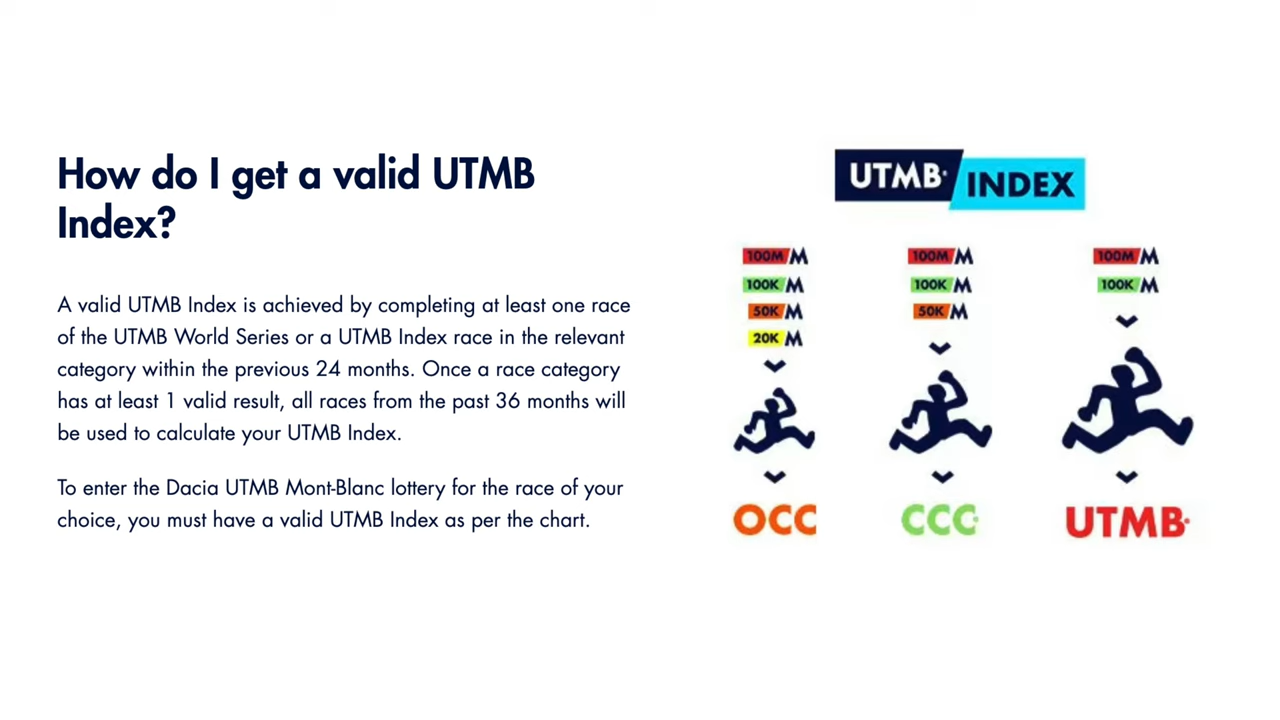 How do I get a valid UTMB
Index?
A valid UTMB Index is achieved by completing at least one race
of the UTMB World Series or a UTMB Index race in the relevant
category within the previous 24 months. Once a race category
has at least 1 valid result, all races from the past 36 months will
be used to calculate your UTMB Index.
To enter the Dacia UTMB Mont-Blanc lottery for the race of your
choice, you must have a valid UTMB Index as per the chart.
UTMB® INDEX
100M M
100K M
50K M
20K M
OCC
100M M
100K M
50K M
CCC®
100M M
100K M
UTMB®